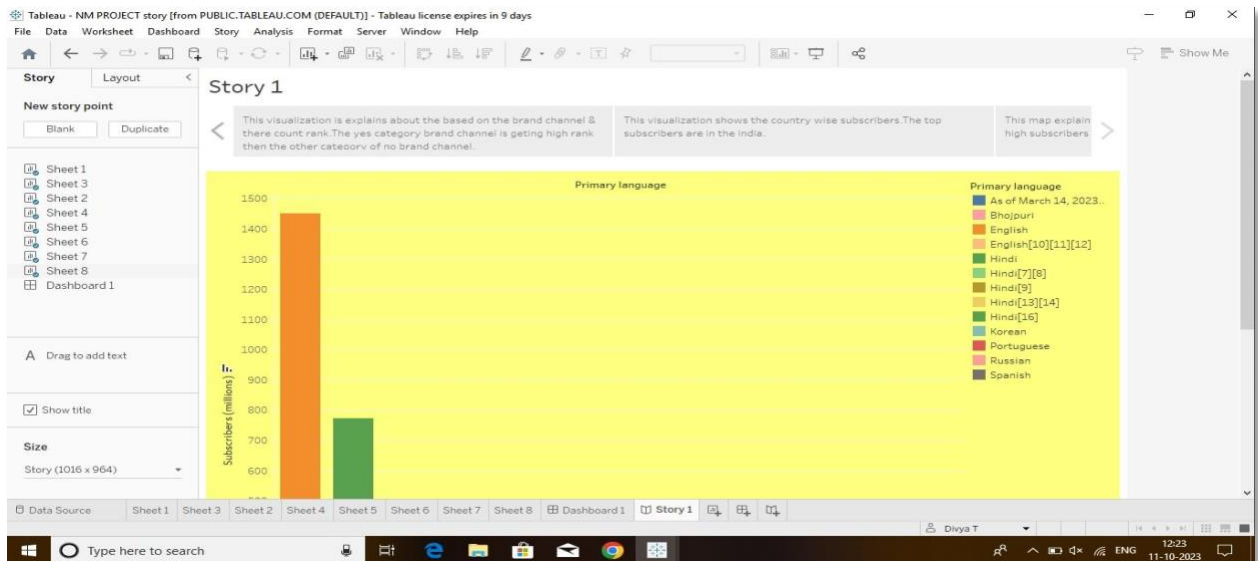 Tableau - NM PROJECT story [from PUBLIC.TABLEAU.COM (DEFAULT)] - Tableau license expires in 9 days
File Data Worksheet Dashboard Story Analysis Format Server Window Help
Show Me
Story Layout
New story point
Blank Duplicate
Sheet 1
Sheet 3
Sheet 2
Sheet 4
Sheet 5
Sheet 6
Sheet 7
Sheet 8
Dashboard 1
A Drag to add text
Show title
Size
Story (1016 x 964)
Story 1
This visualization is explains about the based on the brand channel &
there count rank.The yes category brand channel is geting high rank
then the other category of no brand channel.
This visualization shows the country wise subscribers.The top
subscribers are in the india.
This map explain
high subscribers
Primary language
1500
1400
1300
1200
1100
1000
900
800
700
600
Subscribers (millions)
Primary language
As of March 14, 2023..
Bhojpuri
English
English[10][11][12]
Hindi
Hindi[7][8]
Hindi[9]
Hindi[13][14]
Hindi[16]
Korean
Portuguese
Russian
Spanish
Data Source Sheet 1 Sheet 3 Sheet 2 Sheet 4 Sheet 5 Sheet 6 Sheet 7 Sheet 8 Dashboard 1 Story 1
Divya T
Type here to search
ENG
12:23
11-10-2023